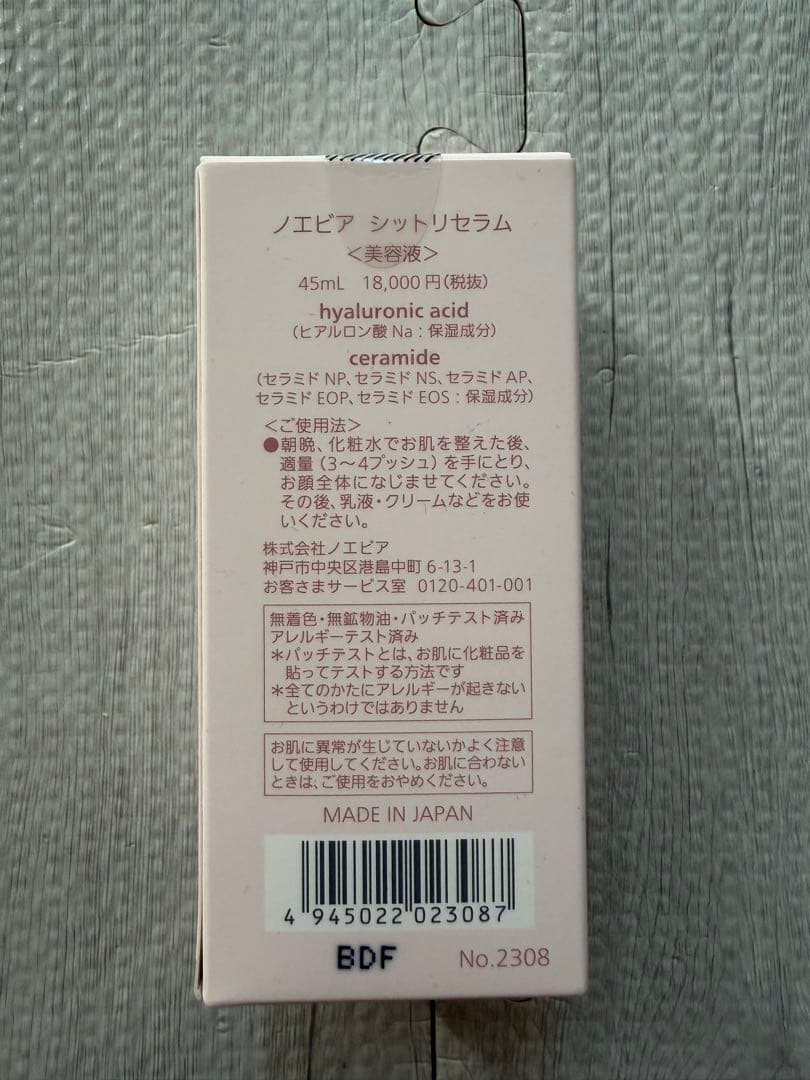 ノエビア シットリセラム
＜美容液＞
45mL 18,000円(税抜)
hyaluronic acid
(ヒアルロン酸Na：保湿成分)
ceramide
(セラミドNP、セラミドNS、セラミドAP、
セラミドEOP、セラミドEOS：保湿成分)
＜ご使用法＞
●朝晩、化粧水でお肌を整えた後、
適量（3～4プッシュ）を手にとり、
お顔全体になじませてください。
その後、乳液・クリームなどをお使
いください。
株式会社ノエビア
神戸市中央区港島中町6-13-1
お客さまサービス室 0120-401-001
無着色・無鉱物油・パッチテスト済み
アレルギーテスト済み
＊パッチテストとは、お肌に化粧品を
貼ってテストする方法です
＊全てのかたにアレルギーが起きない
というわけではありません
お肌に異常が生じていないかよく注意
して使用してください。お肌に合わない
ときは、ご使用をおやめください。
MADE IN JAPAN
4 945022 023087
BDF No.2308